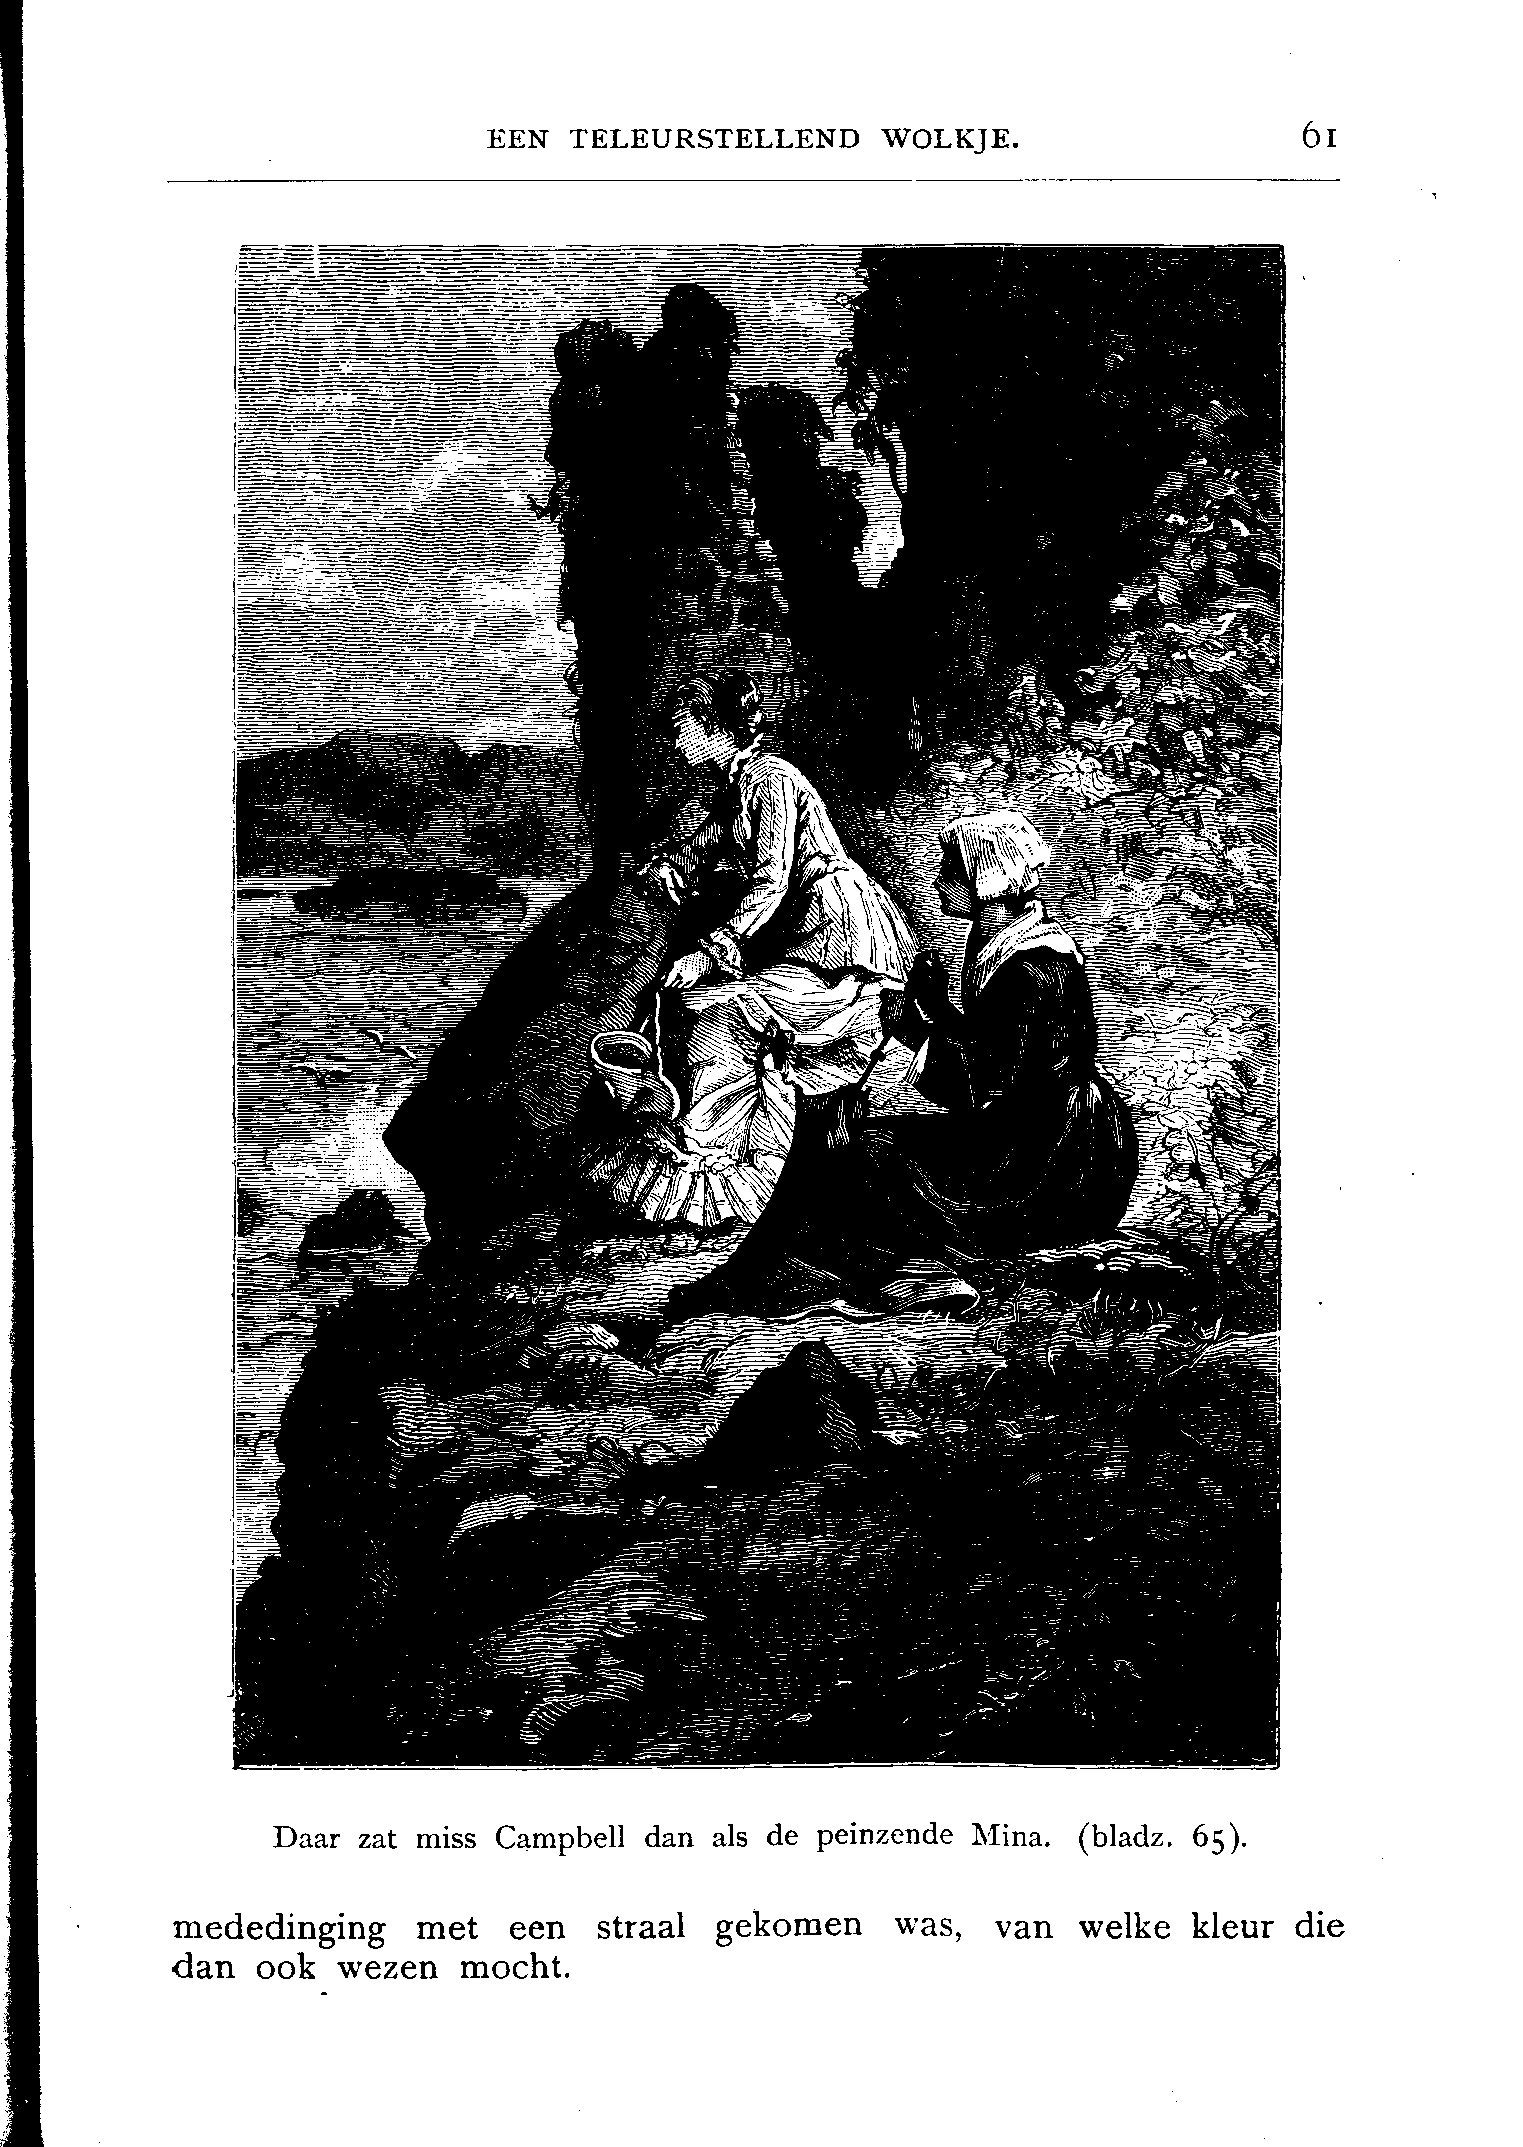 EEN TELEURSTELLEND WOLKJE. 61
Daar zat miss Campbell dan als de peinzende Mina. (bladz. 65).
mededinging met een straal gekomen was, van welke kleur die
dan ook wezen mocht.